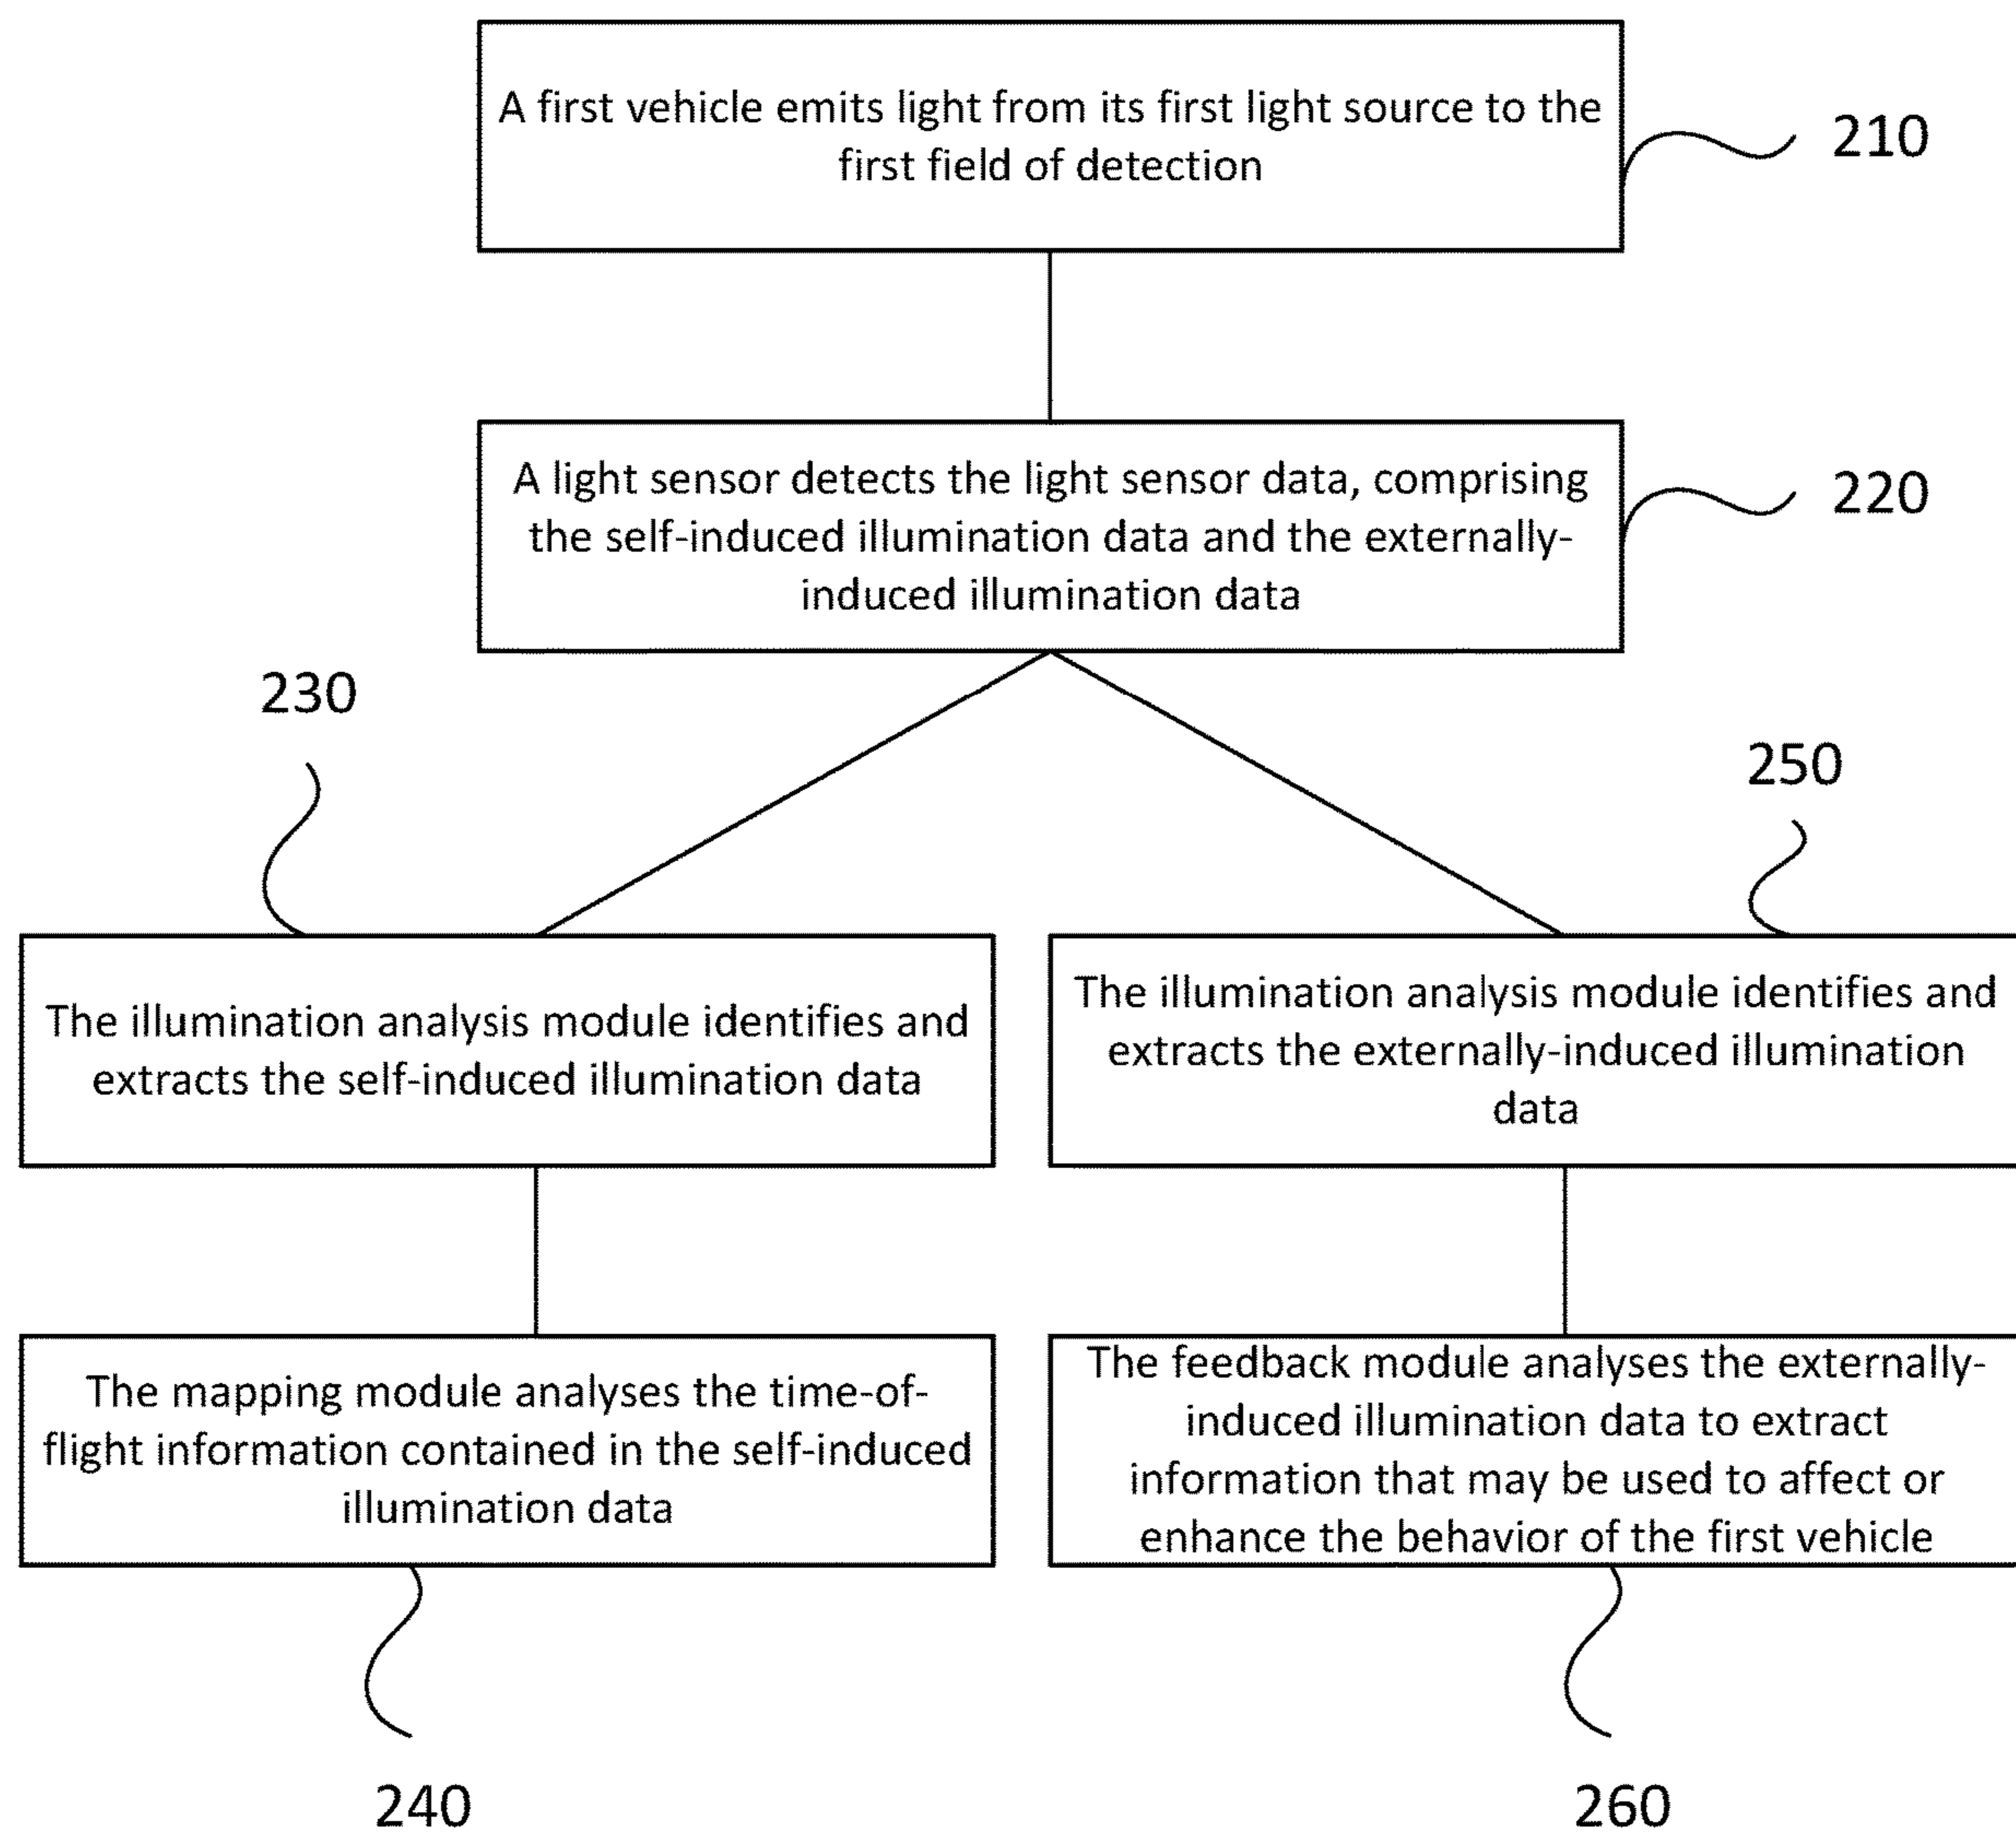 A first vehicle emits light from its first light source to the
first field of detection
210
A light sensor detects the light sensor data, comprising
the self-induced illumination data and the externally-
induced illumination data
220
230
250
The illumination analysis module identifies and
extracts the self-induced illumination data
The illumination analysis module identifies and
extracts the externally-induced illumination
data
The mapping module analyses the time-of-
flight information contained in the self-induced
illumination data
The feedback module analyses the externally-
induced illumination data to extract
information that may be used to affect or
enhance the behavior of the first vehicle
240
260